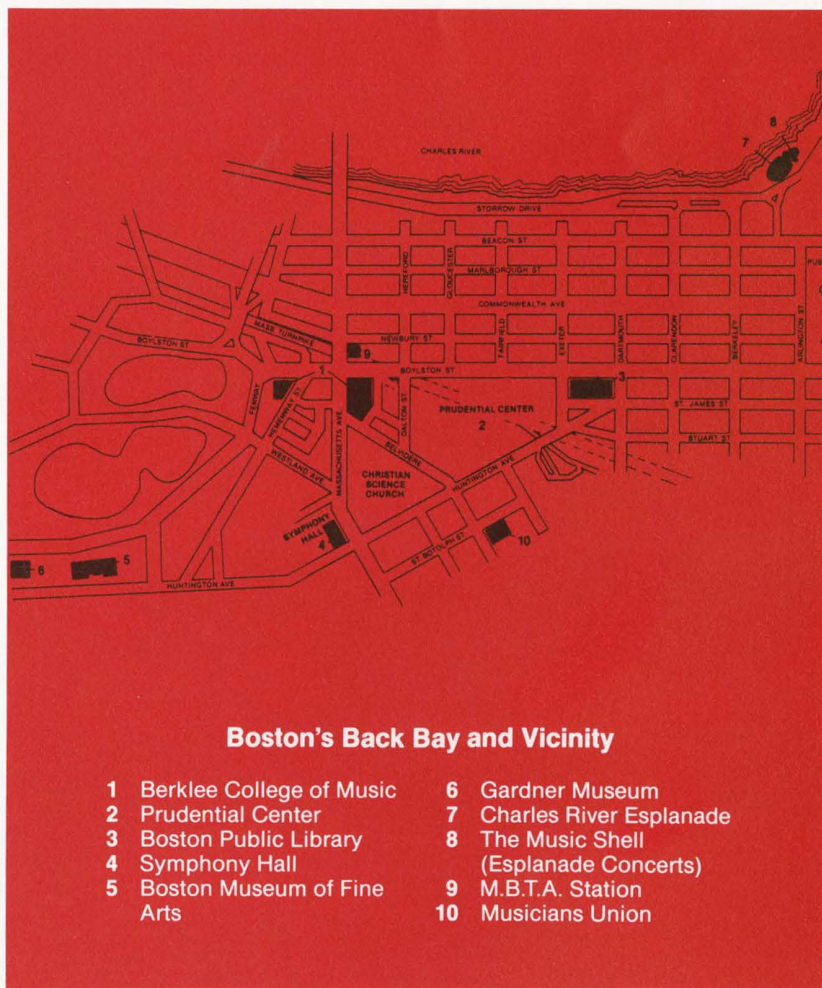 8
7
CHARLES RIVER
STORROW DRIVE
BEACON ST.
HEREFORD
GLOUCESTER
MARLBOROUGH ST.
PUB
COMMONWEALTH AVE
MASS TURNPIKE
BOYLSTON ST
NEWBURY ST
9
FAIRFIELD
EXETER
DARTMOUTH
CLARENDON
BERKELEY
ARLINGTON ST.
1
BOYLSTON ST.
3
FENWAY
HEMENWAY ST
DALTON ST.
PRUDENTIAL CENTER
2
ST. JAMES ST
STUART ST
MASSACHUSETTS AVE
BELVIDERE
WESTLAND AVE
CHRISTIAN
SCIENCE
CHURCH
HUNTINGTON AVE
SYMPHONY
HALL
4
ST BOTOLPH ST
10
5
6
HUNTINGTON AVE
Boston's Back Bay and Vicinity
1 Berklee College of Music
2 Prudential Center
3 Boston Public Library
4 Symphony Hall
5 Boston Museum of Fine
Arts
6 Gardner Museum
7 Charles River Esplanade
8 The Music Shell
(Esplanade Concerts)
9 M.B.T.A. Station
10 Musicians Union